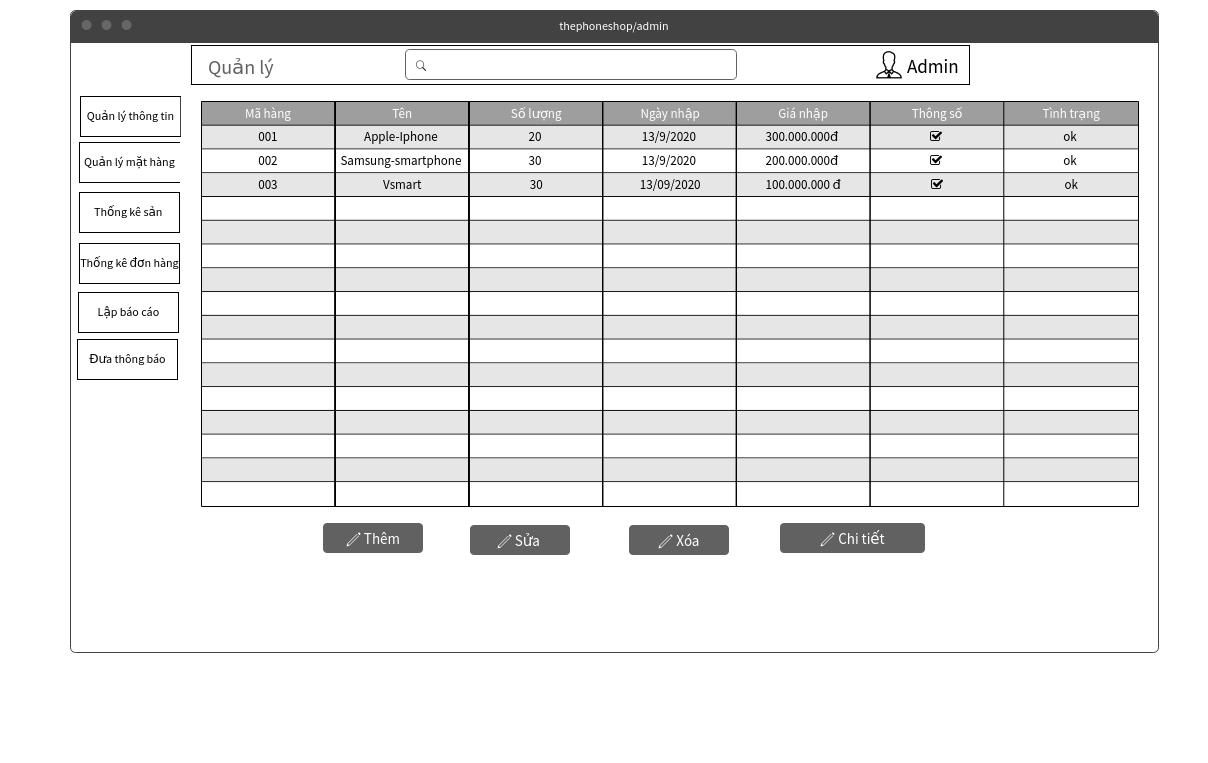 thephoneshop/admin
Quản lý
Admin
Quản lý thông tin
Quản lý mặt hàng
Thống kê sản
Thống kê đơn hàng
Lập báo cáo
Đưa thông báo
Mã hàng Tên Số lượng Ngày nhập Giá nhập Thông số Tình trạng
001 Apple-Iphone 20 13/9/2020 300.000.000đ ok
002 Samsung-smartphone 30 13/9/2020 200.000.000đ ok
003 Vsmart 30 13/09/2020 100.000.000 đ ok
Thêm Sửa Xóa Chi tiết